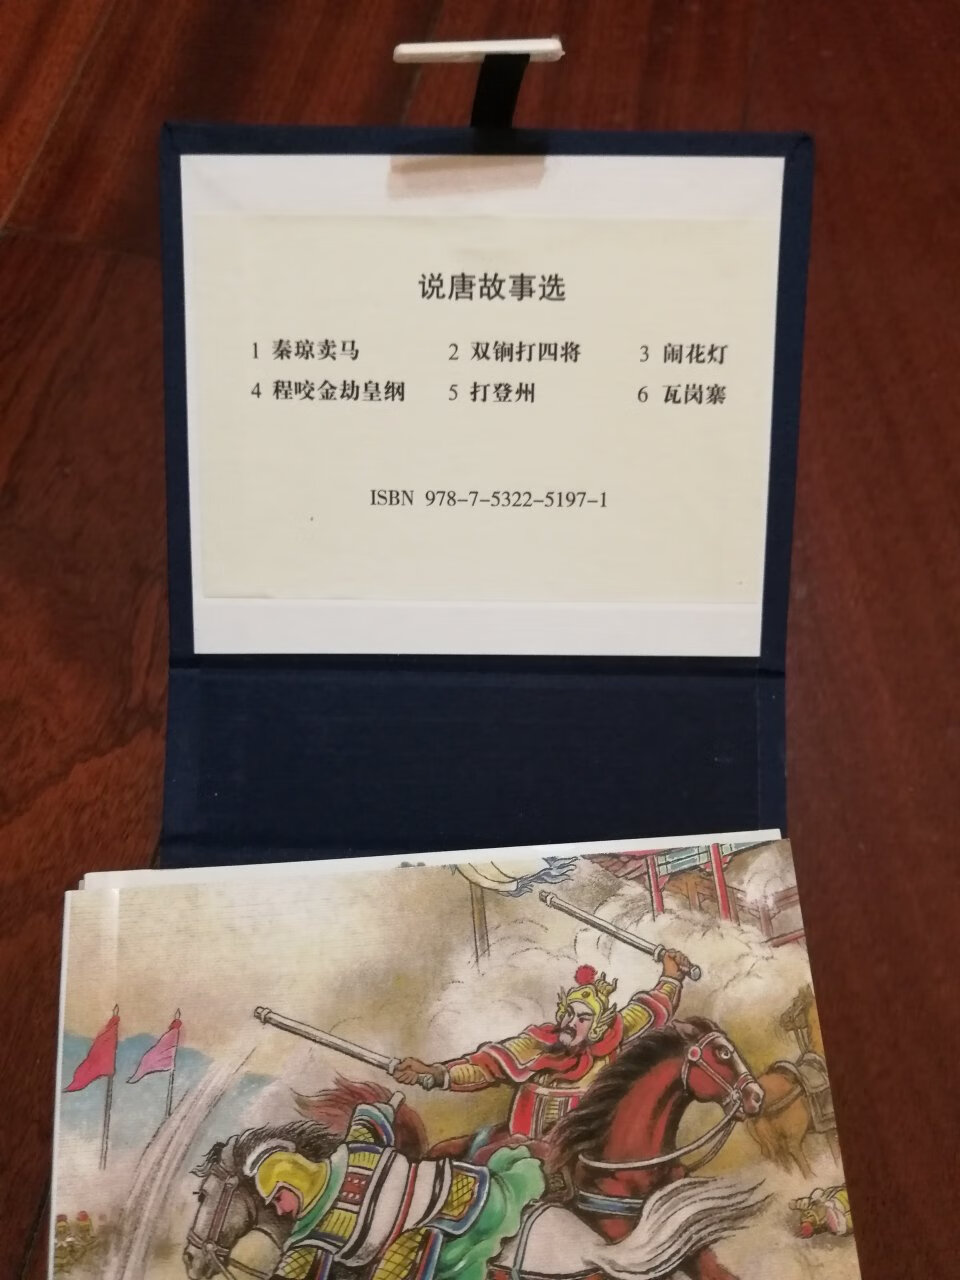 说唐故事选
1 秦琼卖马 2 双锏打四将 3 闹花灯
4 程咬金劫皇纲 5 打登州 6 瓦岗寨
ISBN 978-7-5322-5197-1